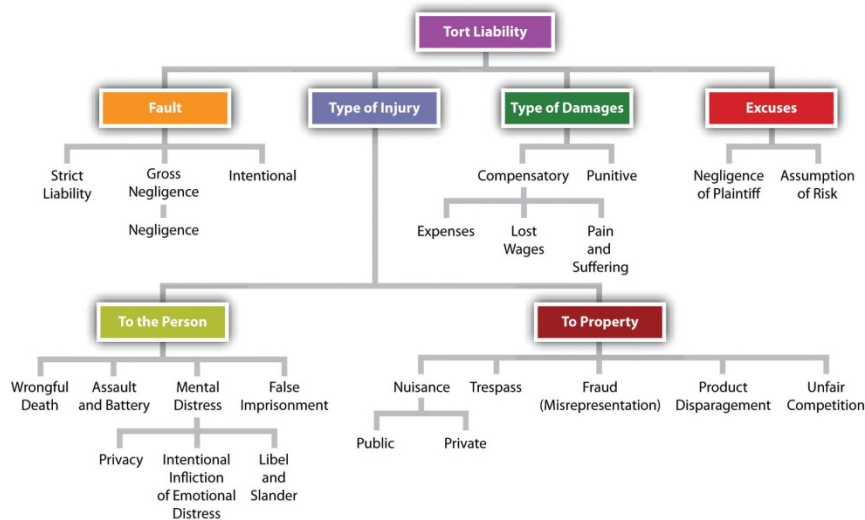 Tort Liability
Fault
Type of Injury
Type of Damages
Excuses
Strict
Liability
Gross
Negligence
Intentional
Negligence
Compensatory
Punitive
Expenses
Lost
Wages
Pain
and
Suffering
Negligence
of Plaintiff
Assumption
of Risk
To the Person
To Property
Wrongful
Death
Assault
and Battery
Mental
Distress
False
Imprisonment
Privacy
Intentional
Infliction
of Emotional
Distress
Libel
and
Slander
Nuisance
Trespass
Fraud
(Misrepresentation)
Product
Disparagement
Unfair
Competition
Public
Private